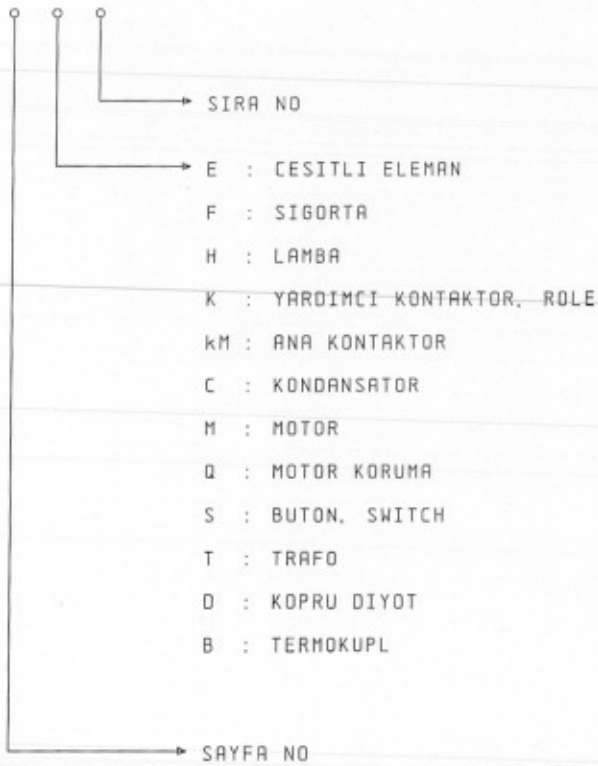 SIRA NO
E : CESITLI ELEMAN
F : SIGORTA
H : LAMBA
K : YARDIMCI KONTAKTOR, ROLE
kM : ANA KONTAKTOR
C : KONDANSATOR
M : MOTOR
Q : MOTOR KORUMA
S : BUTON, SWITCH
T : TRAFO
D : KOPRU DIYOT
B : TERMOKUPL
SAYFA NO